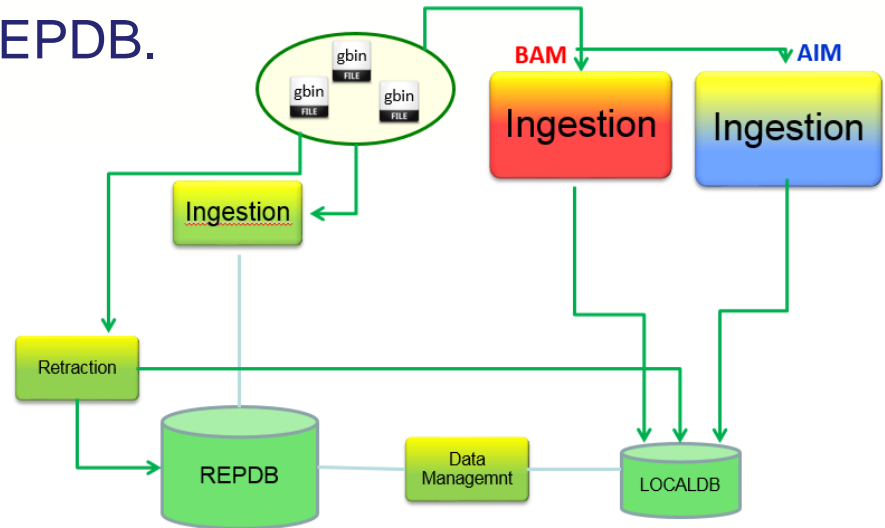 EPDB.
gbin
FILE
gbin
FILE
gbin
FILE
BAM
AIM
Ingestion
Ingestion
Ingestion
Retraction
REPDB
Data
Managemnt
LOCALDB